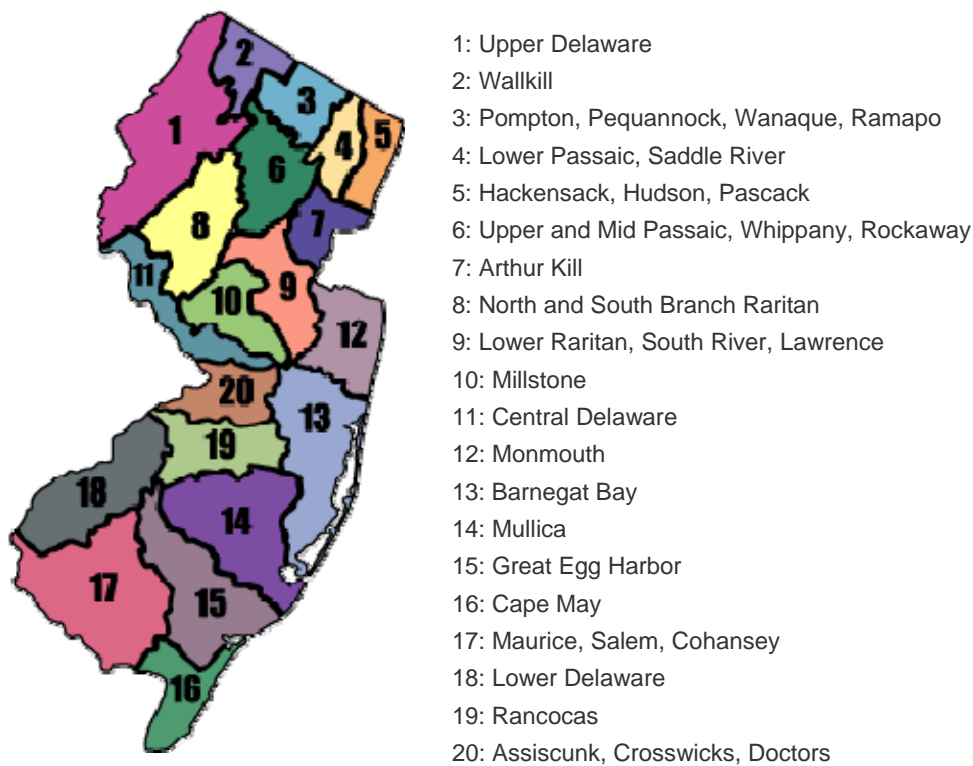 1: Upper Delaware
2: Wallkill
3: Pompton, Pequannock, Wanaque, Ramapo
4: Lower Passaic, Saddle River
5: Hackensack, Hudson, Pascack
6: Upper and Mid Passaic, Whippany, Rockaway
7: Arthur Kill
8: North and South Branch Raritan
9: Lower Raritan, South River, Lawrence
10: Millstone
11: Central Delaware
12: Monmouth
13: Barnegat Bay
14: Mullica
15: Great Egg Harbor
16: Cape May
17: Maurice, Salem, Cohansey
18: Lower Delaware
19: Rancocas
20: Assiscunk, Crosswicks, Doctors
2
3
1
4
5
6
7
8
11
9
10
12
20
13
19
18
14
17
15
16